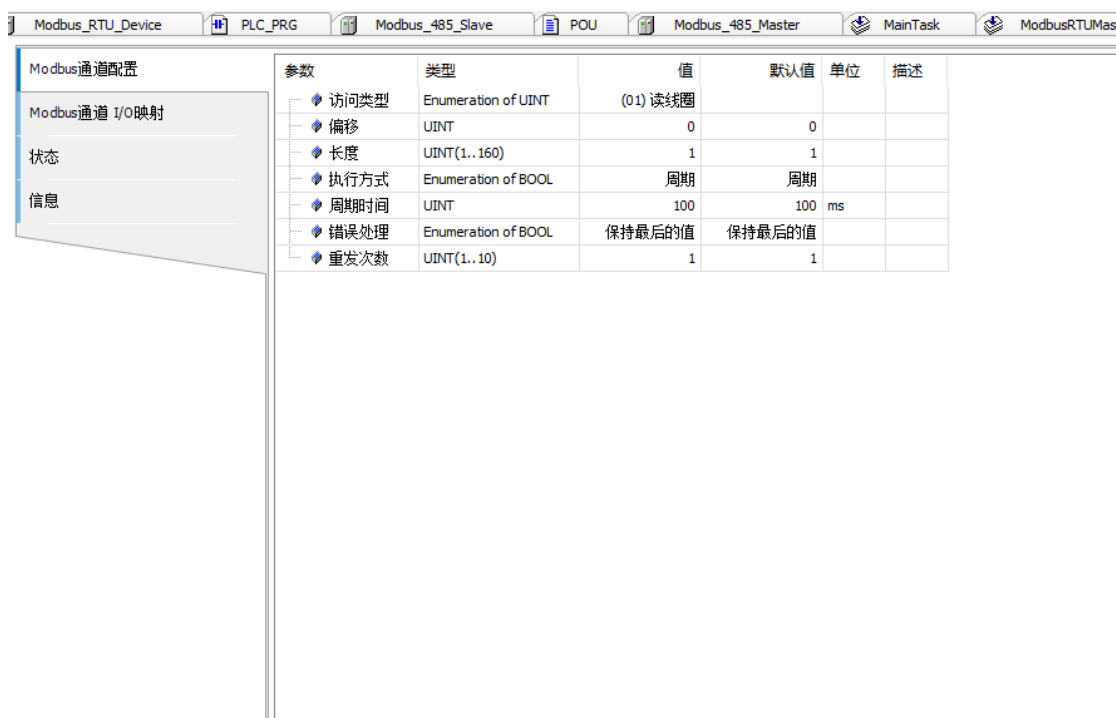 Modbus_RTU_Device PLC_PRG Modbus_485_Slave POU Modbus_485_Master MainTask ModbusRTUMas
Modbus通道配置
Modbus通道 I/O映射
状态
信息
参数 类型 值 默认值 单位 描述
访问类型 Enumeration of UINT (01) 读线圈
偏移 UINT 0 0
长度 UINT(1..160) 1 1
执行方式 Enumeration of BOOL 周期 周期
周期时间 UINT 100 100 ms
错误处理 Enumeration of BOOL 保持最后的值 保持最后的值
重发次数 UINT(1..10) 1 1